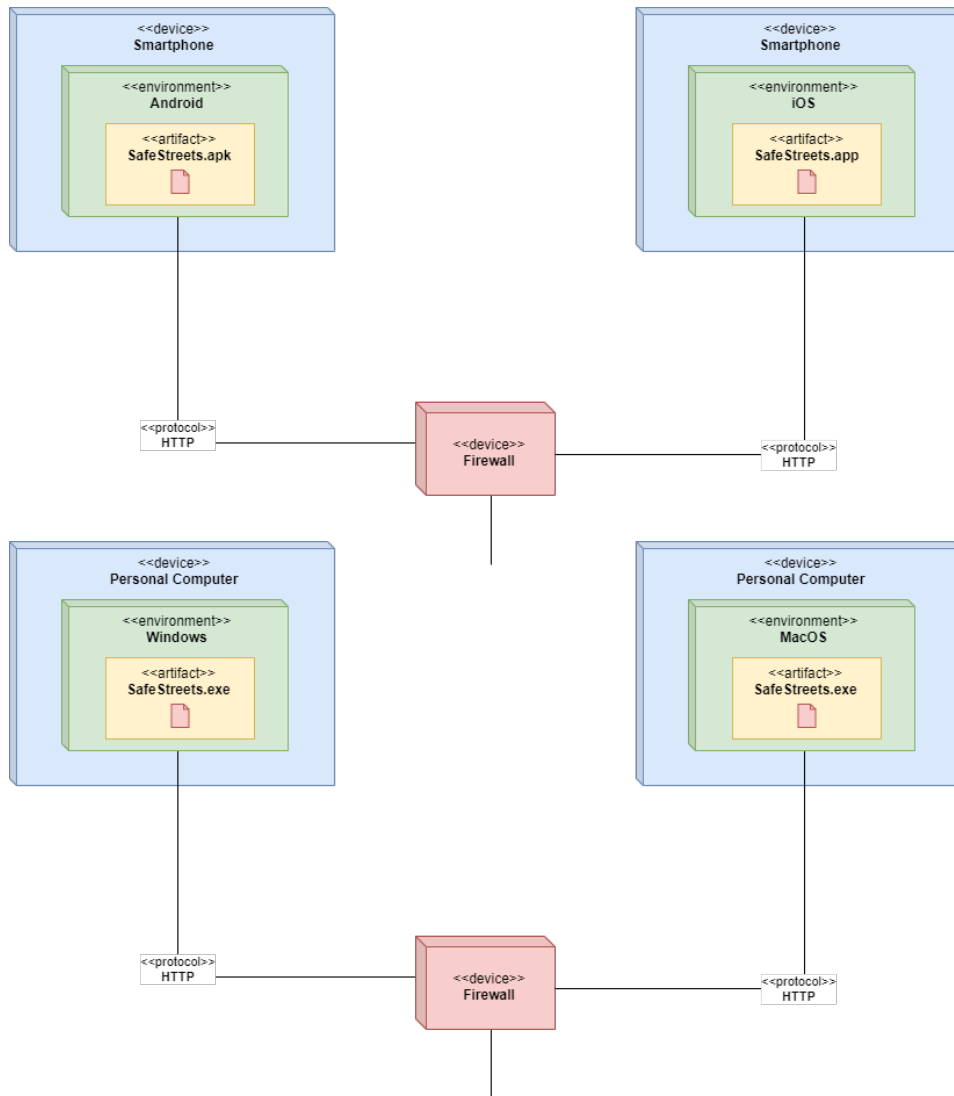 <<device>>
Smartphone
<<environment>>
Android
<<artifact>>
SafeStreets.apk
<<device>>
Smartphone
<<environment>>
iOS
<<artifact>>
SafeStreets.app
<<protocol>>
HTTP
<<device>>
Firewall
<<protocol>>
HTTP
<<device>>
Personal Computer
<<environment>>
Windows
<<artifact>>
SafeStreets.exe
<<device>>
Personal Computer
<<environment>>
MacOS
<<artifact>>
SafeStreets.exe
<<protocol>>
HTTP
<<device>>
Firewall
<<protocol>>
HTTP